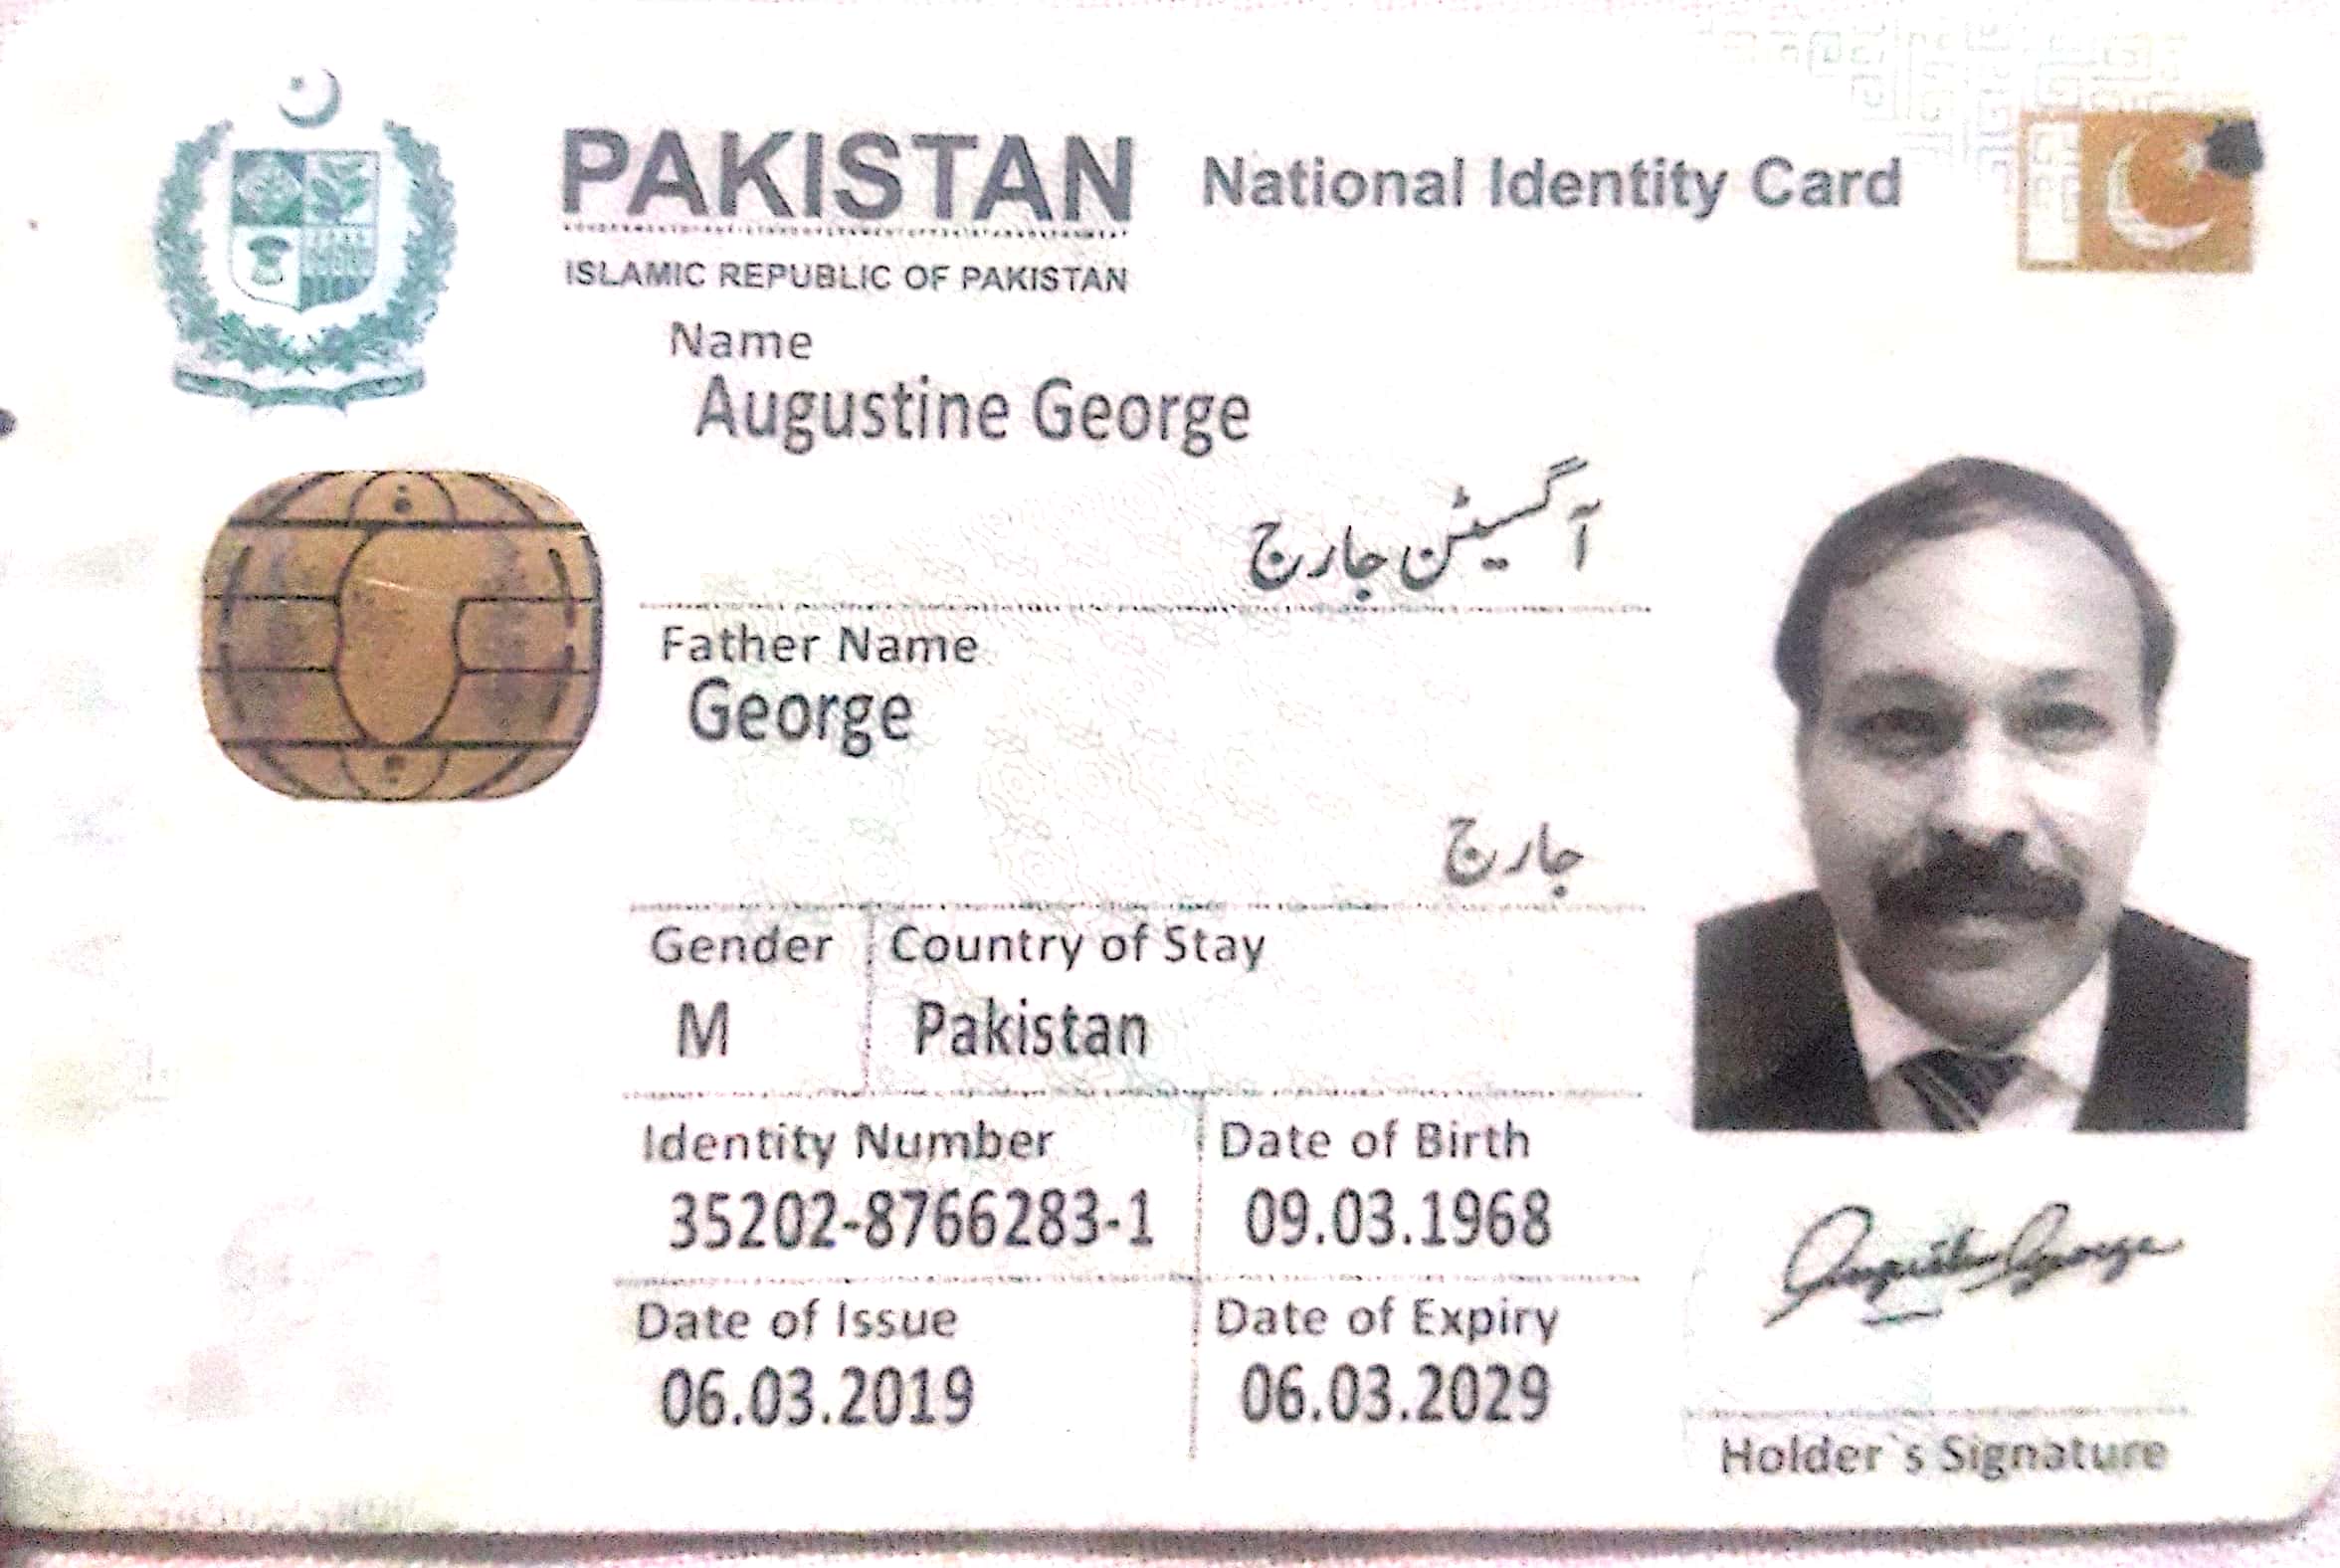 PAKISTAN National Identity Card
ISLAMIC REPUBLIC OF PAKISTAN
Name
Augustine George
آگسیٹن جارج
Father Name
George
جارج
Gender Country of Stay
M Pakistan
Identity Number Date of Birth
35202-8766283-1 09.03.1968
Date of Issue Date of Expiry
06.03.2019 06.03.2029
Augustine George
Holder`s Signature